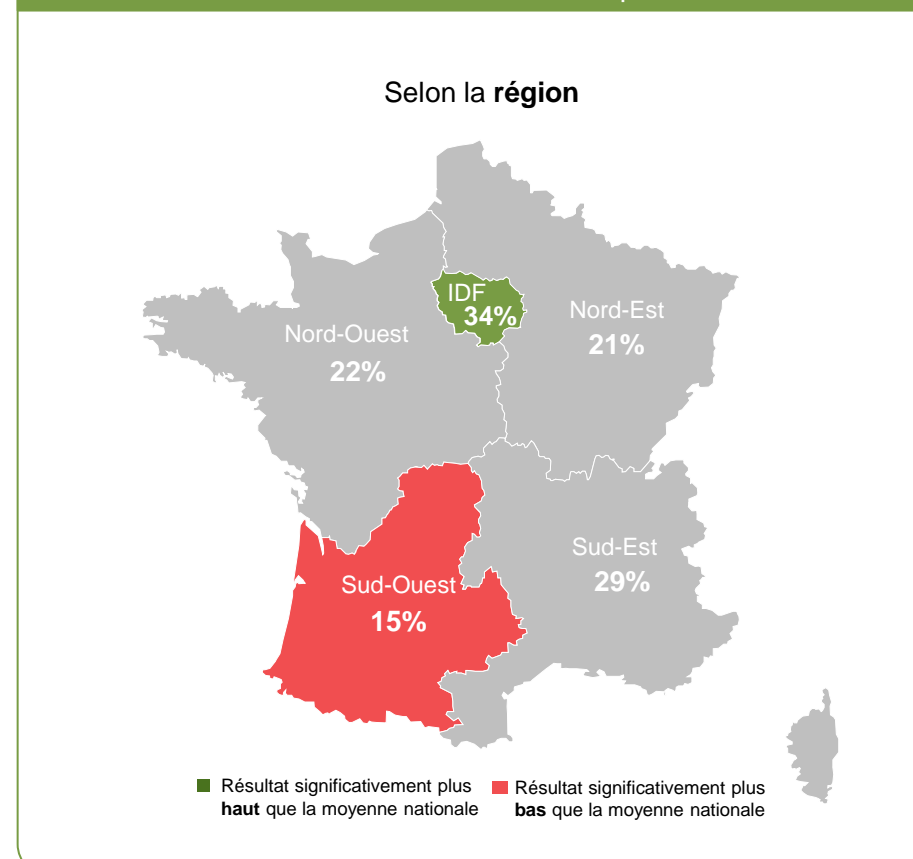 Selon la région
IDF
34%
Nord-Est
21%
Nord-Ouest
22%
Sud-Est
29%
Sud-Ouest
15%
Résultat significativement plus
haut que la moyenne nationale
Résultat significativement plus
bas que la moyenne nationale